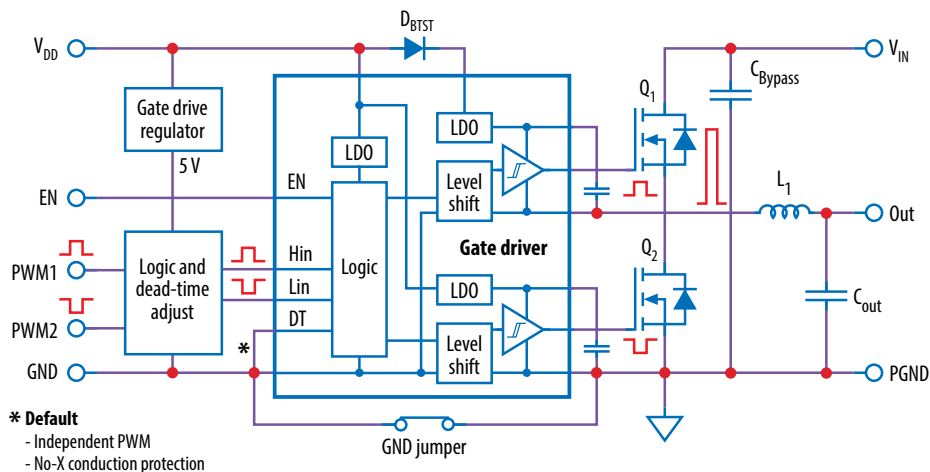 D_BTST
V_DD
V_IN
C_Bypass
Q_1
Gate drive
regulator
LDO
LDO
5 V
EN
EN
Level
shift
L_1
Out
Gate driver
Q_2
Hin
Logic
PWM1
Logic and
dead-time
adjust
Lin
LDO
C_out
PWM2
DT
Level
shift
*
GND
PGND
* Default
- Independent PWM
- No-X conduction protection
GND jumper